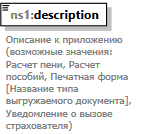 ns1:description
Описание к приложению
(возможные значения:
Расчет пени, Расчет
пособий, Печатная форма
[Название типа
выгружаемого документа],
Уведомление о вызове
страхователя)